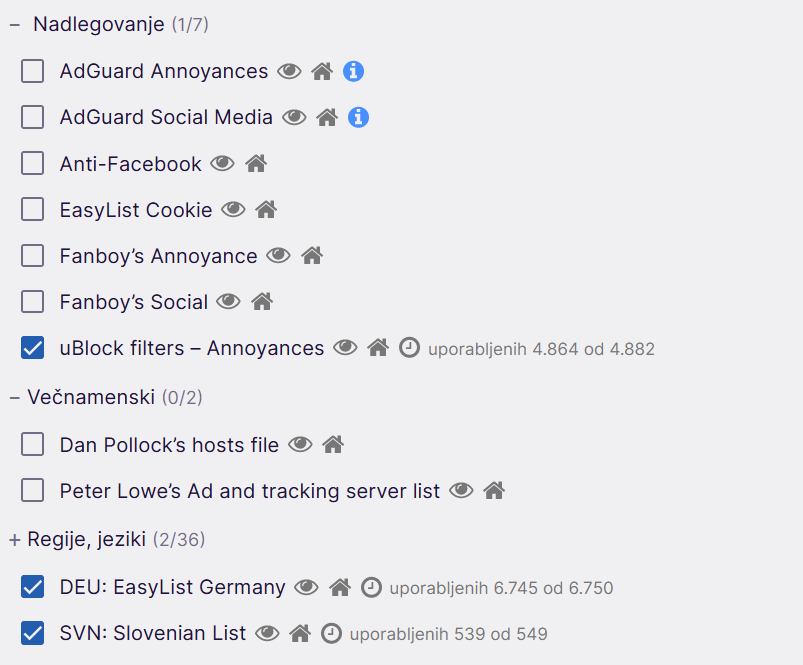 − Nadlegovanje (1/7)
AdGuard Annoyances
AdGuard Social Media
Anti-Facebook
EasyList Cookie
Fanboy’s Annoyance
Fanboy’s Social
uBlock filters – Annoyances uporabljenih 4.864 od 4.882
− Večnamenski (0/2)
Dan Pollock’s hosts file
Peter Lowe’s Ad and tracking server list
+ Regije, jeziki (2/36)
DEU: EasyList Germany uporabljenih 6.745 od 6.750
SVN: Slovenian List uporabljenih 539 od 549